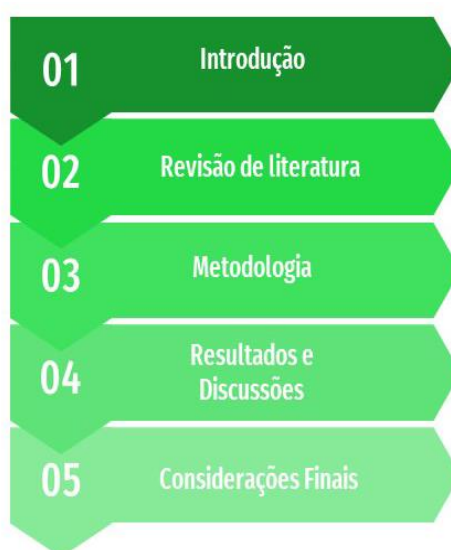 01
Introdução
02
Revisão de literatura
03
Metodologia
04
Resultados e
Discussões
05
Considerações Finais